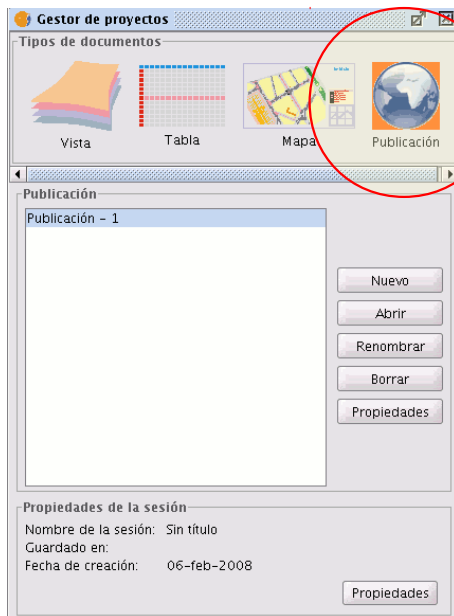 Gestor de proyectos
Tipos de documentos
Vista
Tabla
Mapa
Publicación
Publicación
Publicación - 1
Nuevo
Abrir
Renombrar
Borrar
Propiedades
Propiedades de la sesión
Nombre de la sesión: Sin título
Guardado en:
Fecha de creación: 06-feb-2008
Propiedades